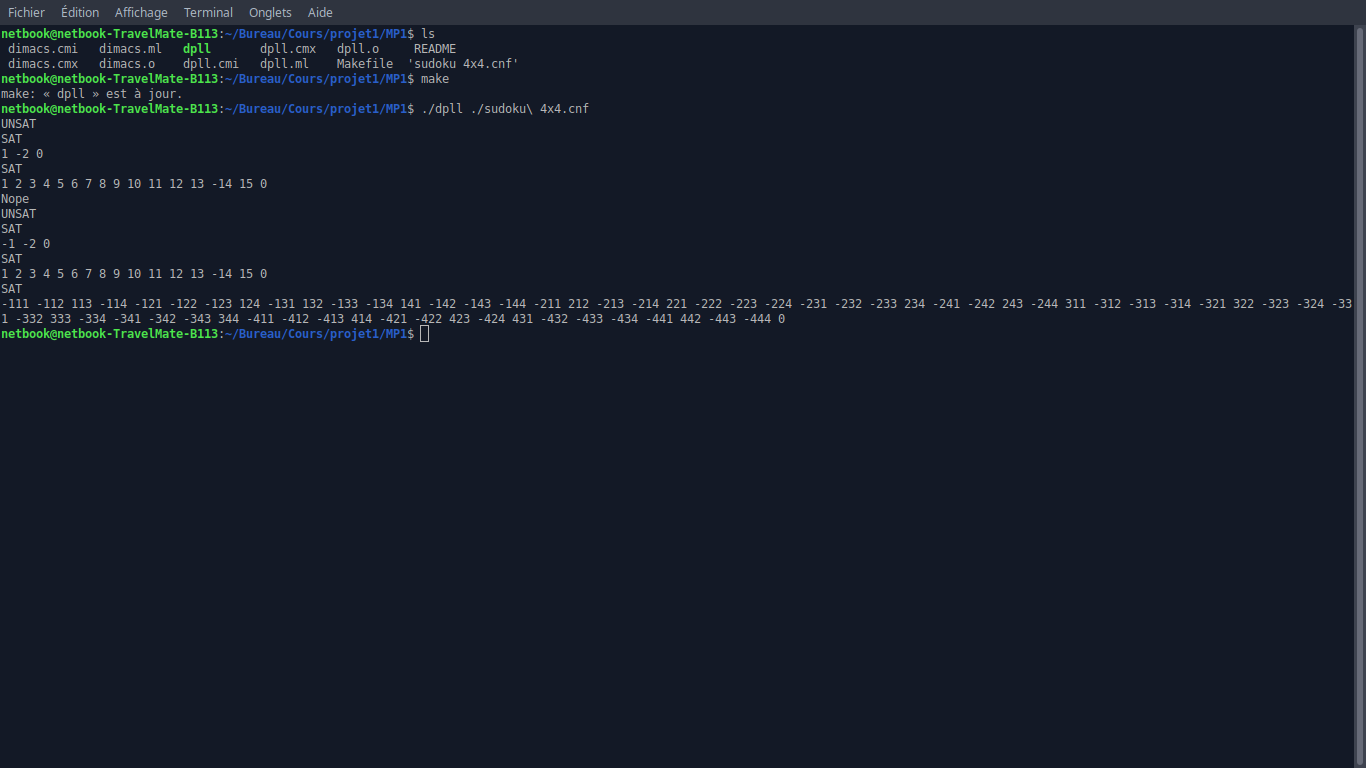 Fichier Édition Affichage Terminal Onglets Aide
netbook@netbook-TravelMate-B113:~/Bureau/Cours/projet1/MP1$ ls
dimacs.cmi dimacs.ml dpll dpll.cmx dpll.o README
dimacs.cmx dimacs.o dpll.cmi dpll.ml Makefile 'sudoku 4x4.cnf'
netbook@netbook-TravelMate-B113:~/Bureau/Cours/projet1/MP1$ make
make: « dpll » est à jour.
netbook@netbook-TravelMate-B113:~/Bureau/Cours/projet1/MP1$ ./dpll ./sudoku\ 4x4.cnf
UNSAT
SAT
1 -2 0
SAT
1 2 3 4 5 6 7 8 9 10 11 12 13 -14 15 0
Nope
UNSAT
SAT
-1 -2 0
SAT
1 2 3 4 5 6 7 8 9 10 11 12 13 -14 15 0
SAT
-111 -112 113 -114 -121 -122 -123 124 -131 132 -133 -134 141 -142 -143 -144 -211 212 -213 -214 221 -222 -223 -224 -231 -232 -233 234 -241 -242 243 -244 311 -312 -313 -314 -321 322 -323 -324 -33
1 -332 333 -334 -341 -342 -343 344 -411 -412 -413 414 -421 -422 423 -424 431 -432 -433 -434 -441 442 -443 -444 0
netbook@netbook-TravelMate-B113:~/Bureau/Cours/projet1/MP1$